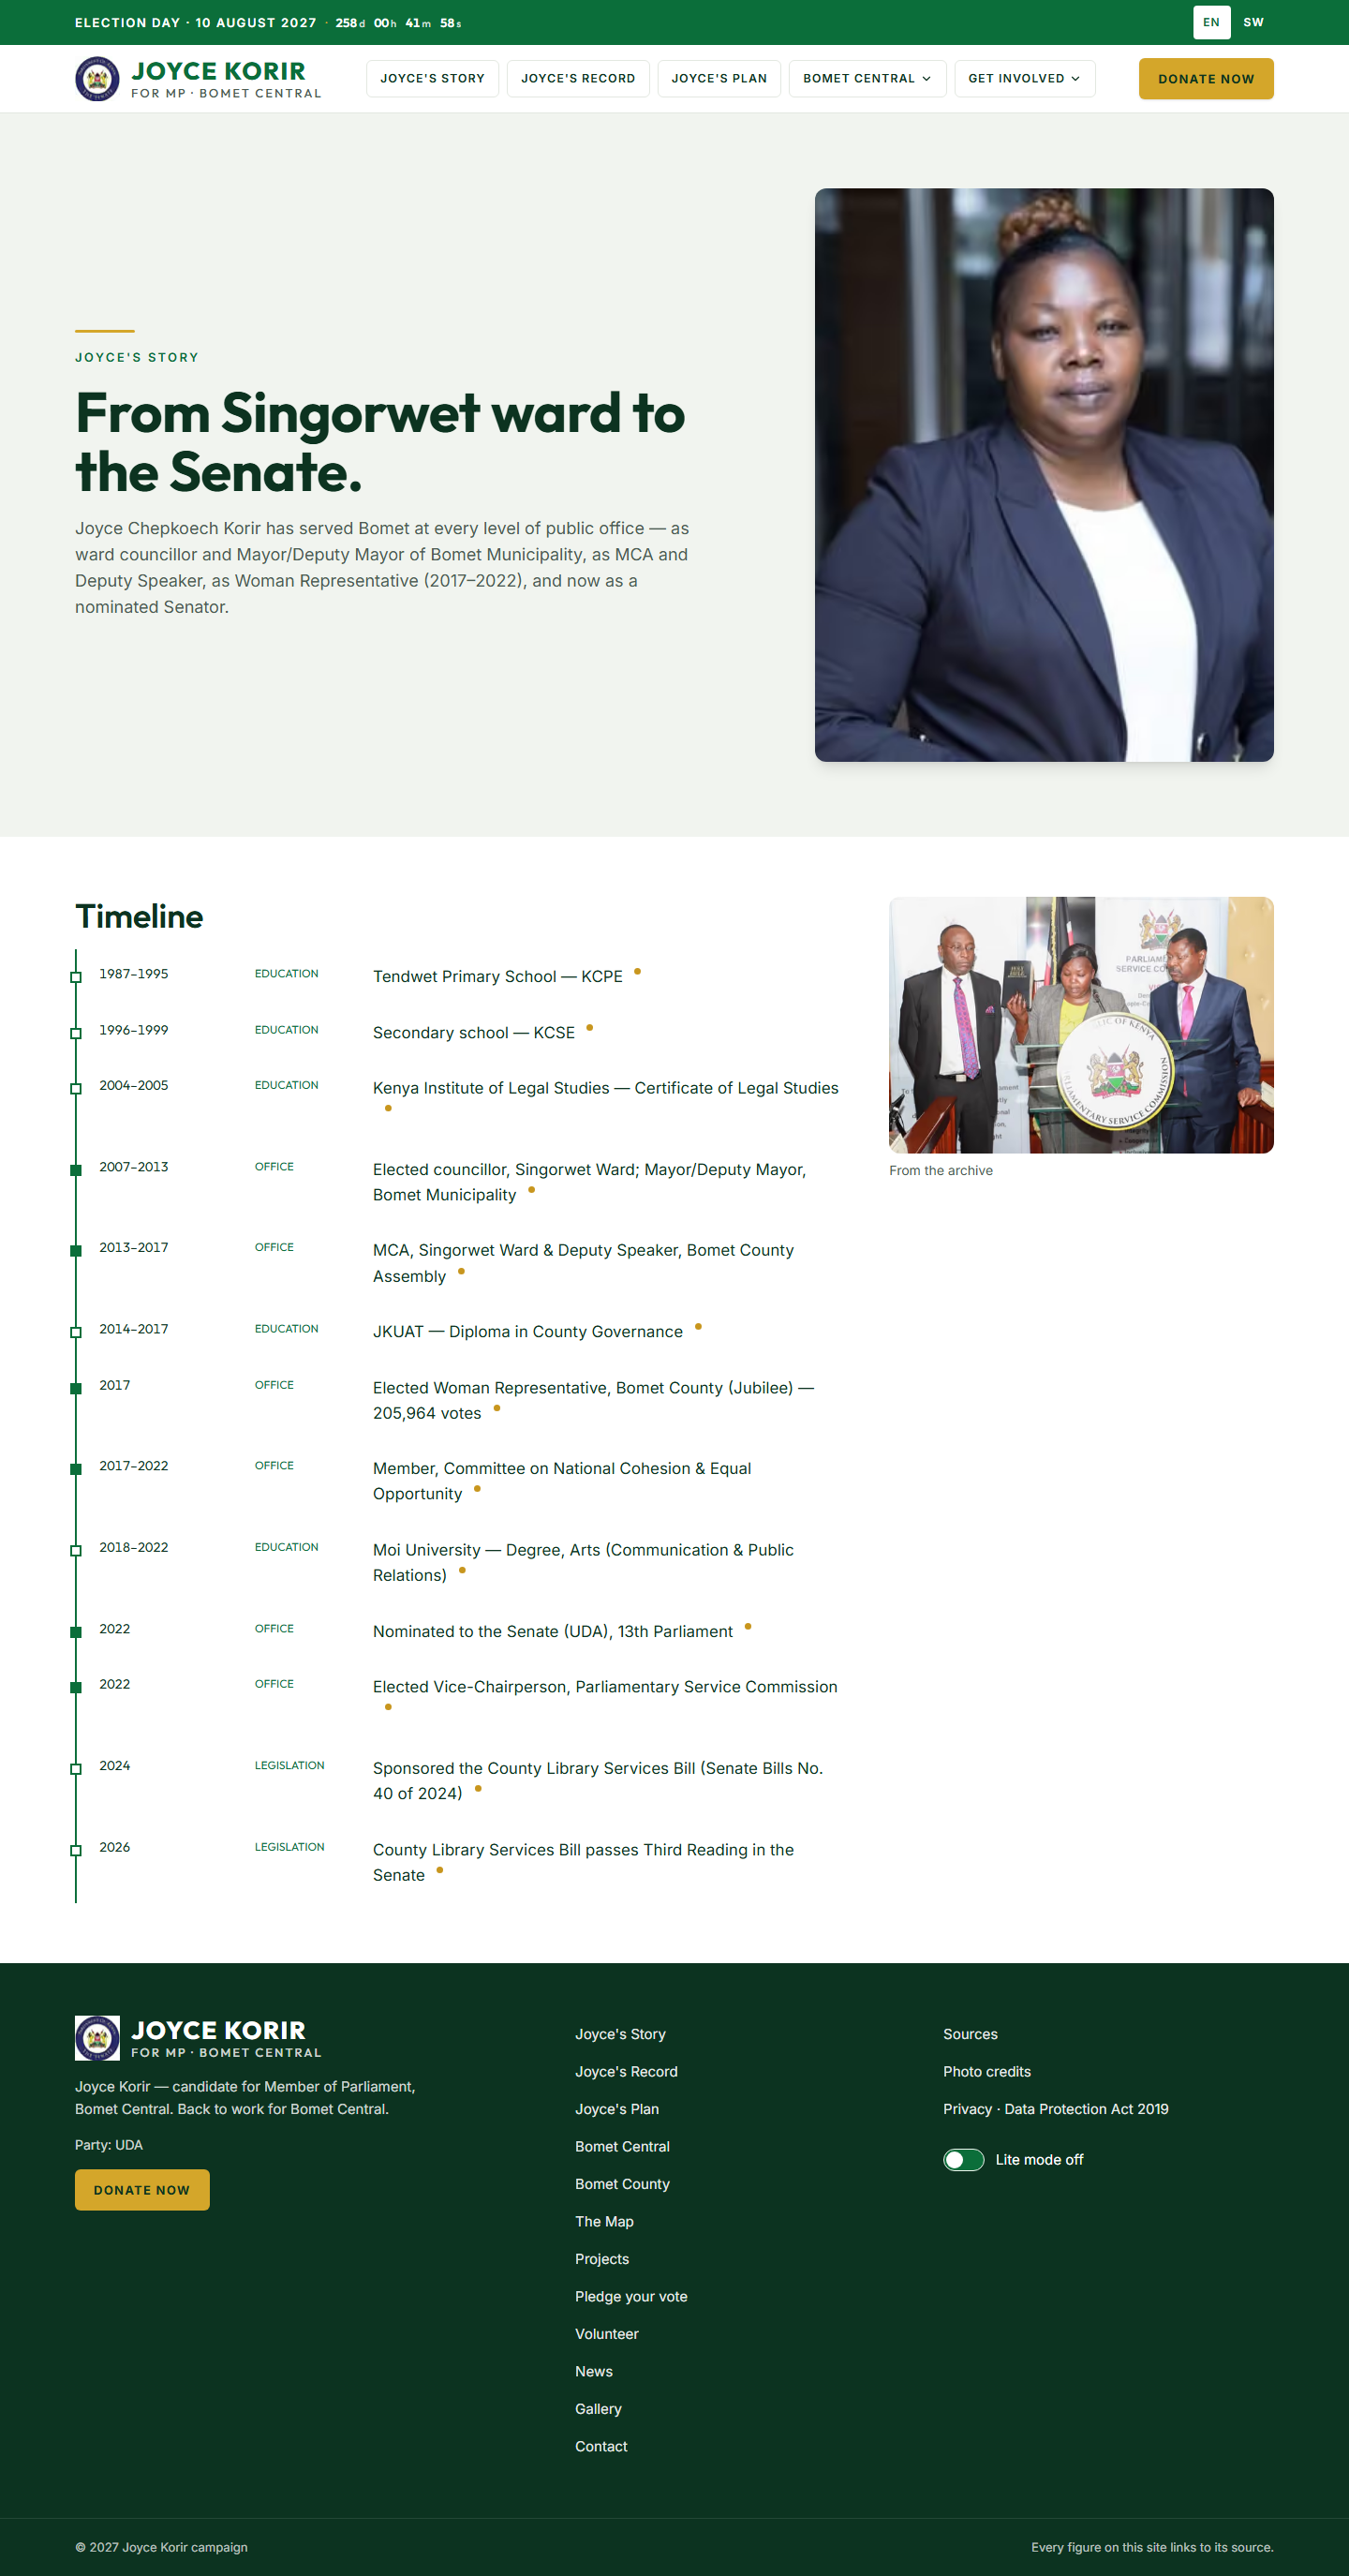 ELECTION DAY · 10 AUGUST 2027 · 258d 00h 41m 58s
EN SW
JOYCE KORIR
FOR MP · BOMET CENTRAL
JOYCE'S STORY
JOYCE'S RECORD
JOYCE'S PLAN
BOMET CENTRAL
GET INVOLVED
DONATE NOW
JOYCE'S STORY
From Singorwet ward to
the Senate.
Joyce Chepkoech Korir has served Bomet at every level of public office — as
ward councillor and Mayor/Deputy Mayor of Bomet Municipality, as MCA and
Deputy Speaker, as Woman Representative (2017–2022), and now as a
nominated Senator.
Timeline
1987–1995 EDUCATION Tendwet Primary School — KCPE
1996–1999 EDUCATION Secondary school — KCSE
2004–2005 EDUCATION Kenya Institute of Legal Studies — Certificate of Legal Studies
2007–2013 OFFICE Elected councillor, Singorwet Ward; Mayor/Deputy Mayor,
Bomet Municipality
2013–2017 OFFICE MCA, Singorwet Ward & Deputy Speaker, Bomet County
Assembly
2014–2017 EDUCATION JKUAT — Diploma in County Governance
2017 OFFICE Elected Woman Representative, Bomet County (Jubilee) —
205,964 votes
2017–2022 OFFICE Member, Committee on National Cohesion & Equal
Opportunity
2018–2022 EDUCATION Moi University — Degree, Arts (Communication & Public
Relations)
2022 OFFICE Nominated to the Senate (UDA), 13th Parliament
2022 OFFICE Elected Vice-Chairperson, Parliamentary Service Commission
2024 LEGISLATION Sponsored the County Library Services Bill (Senate Bills No.
40 of 2024)
2026 LEGISLATION County Library Services Bill passes Third Reading in the
Senate
HOLY BIBLE
PARLIAM
SERVICE CO
LIC OF KENYA
PARLIAMENTARY SERVICE COMMISSION
From the archive
JOYCE KORIR
FOR MP · BOMET CENTRAL
Joyce Korir — candidate for Member of Parliament,
Bomet Central. Back to work for Bomet Central.
Party: UDA
DONATE NOW
Joyce's Story
Joyce's Record
Joyce's Plan
Bomet Central
Bomet County
The Map
Projects
Pledge your vote
Volunteer
News
Gallery
Contact
Sources
Photo credits
Privacy · Data Protection Act 2019
Lite mode off
© 2027 Joyce Korir campaign
Every figure on this site links to its source.